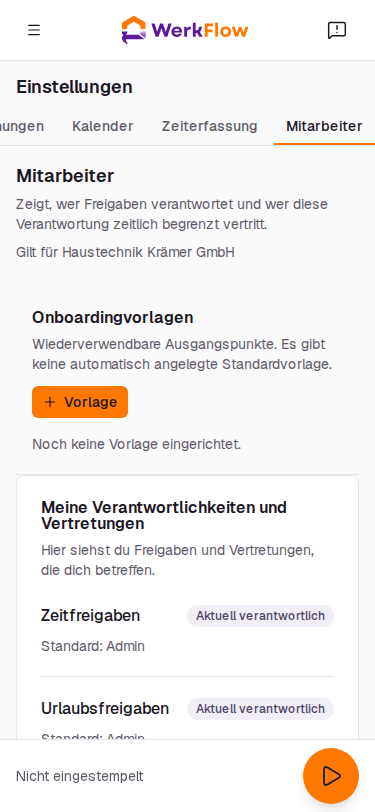 WerkFlow
Einstellungen
nungen Kalender Zeiterfassung Mitarbeiter
Mitarbeiter
Zeigt, wer Freigaben verantwortet und wer diese
Verantwortung zeitlich begrenzt vertritt.
Gilt für Haustechnik Krämer GmbH
Onboardingvorlagen
Wiederverwendbare Ausgangspunkte. Es gibt
keine automatisch angelegte Standardvorlage.
+ Vorlage
Noch keine Vorlage eingerichtet.
Meine Verantwortlichkeiten und
Vertretungen
Hier siehst du Freigaben und Vertretungen,
die dich betreffen.
Zeitfreigaben Aktuell verantwortlich
Standard: Admin
Urlaubsfreigaben Aktuell verantwortlich
Standard: Admin
Nicht eingestempelt